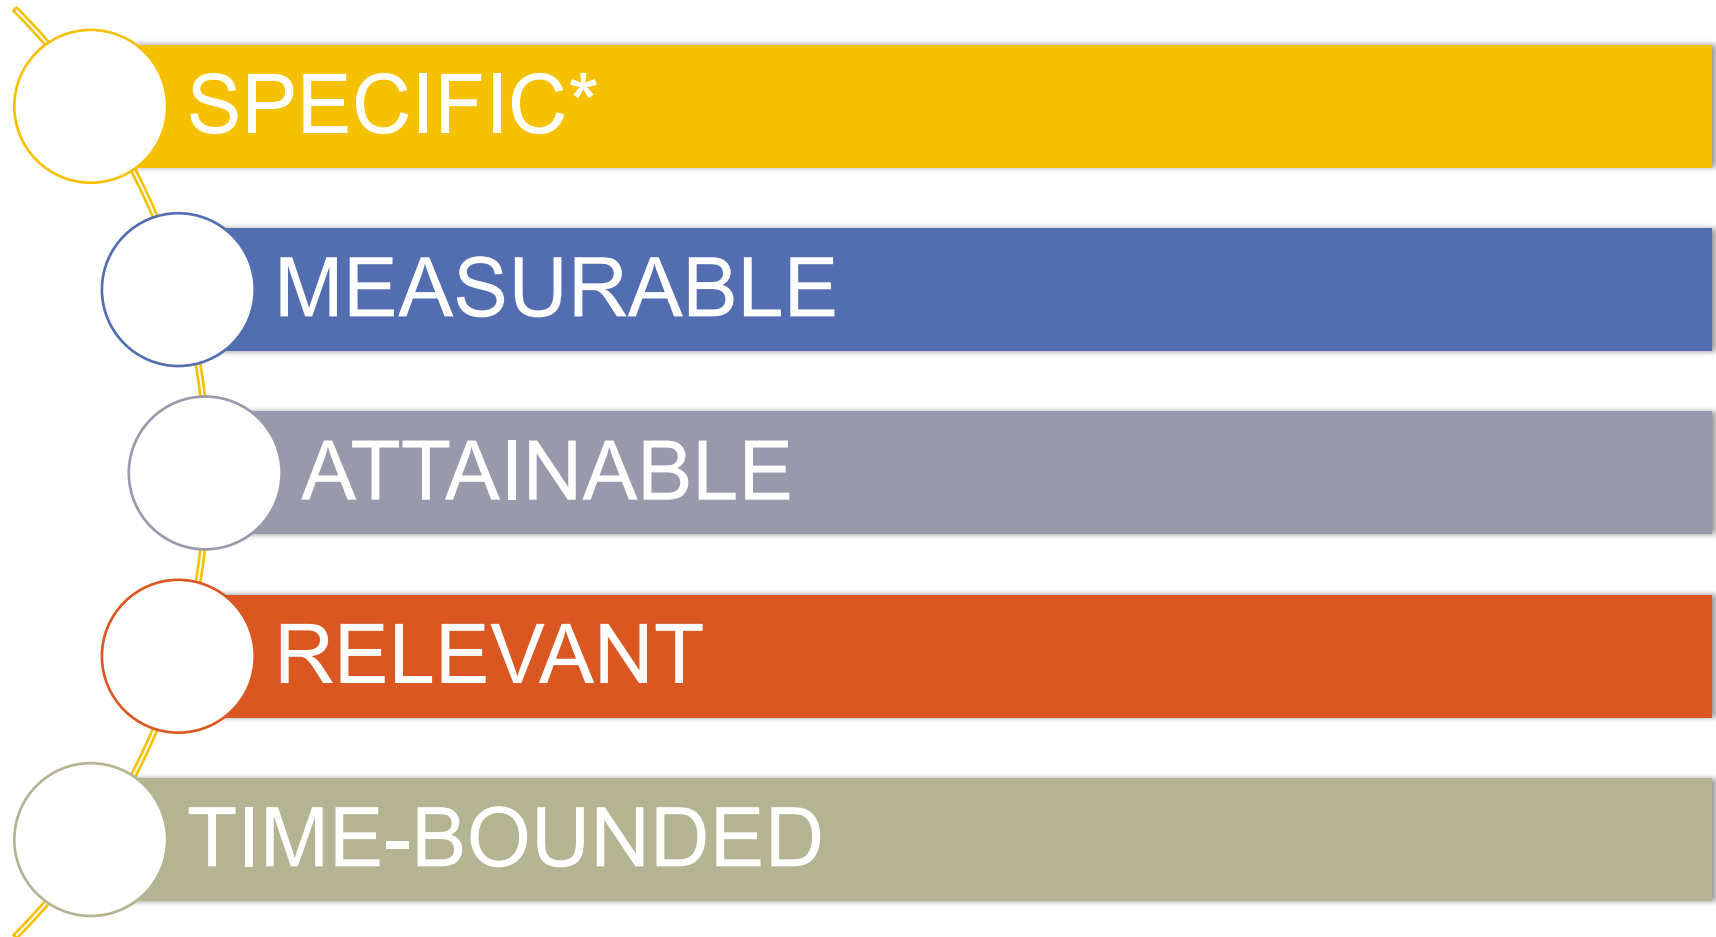 SPECIFIC*
MEASURABLE
ATTAINABLE
RELEVANT
TIME-BOUNDED